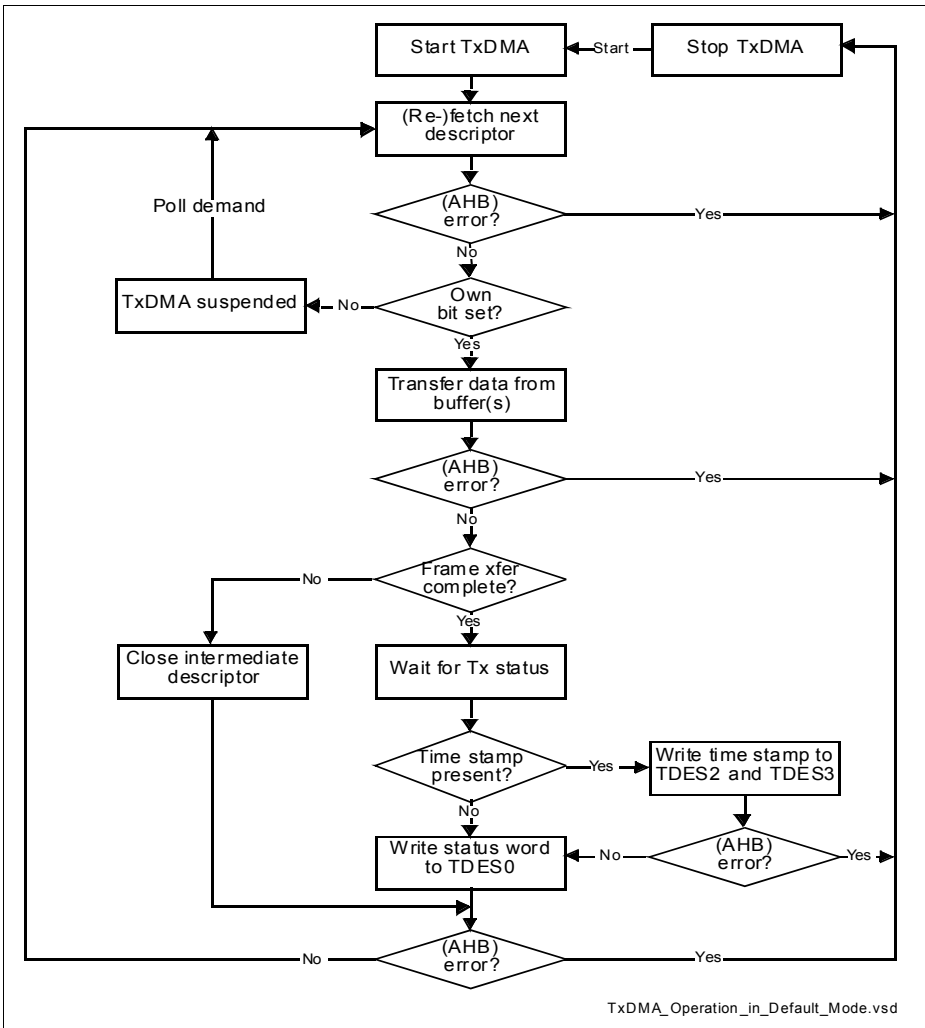 Start TxDMA
Start
Stop TxDMA
(Re-)fetch next
descriptor
Poll demand
(AHB)
error?
Yes
No
TxDMA suspended
No
Own
bit set?
Yes
Transfer data from
buffer(s)
(AHB)
error?
Yes
No
No
Frame xfer
complete?
Yes
Close intermediate
descriptor
Wait for Tx status
Time stamp
present?
Yes
Write time stamp to
TDES2 and TDES3
No
Write status word
to TDES0
No
(AHB)
error?
Yes
No
(AHB)
error?
Yes
TxDMA_Operation_in_Default_Mode.vsd